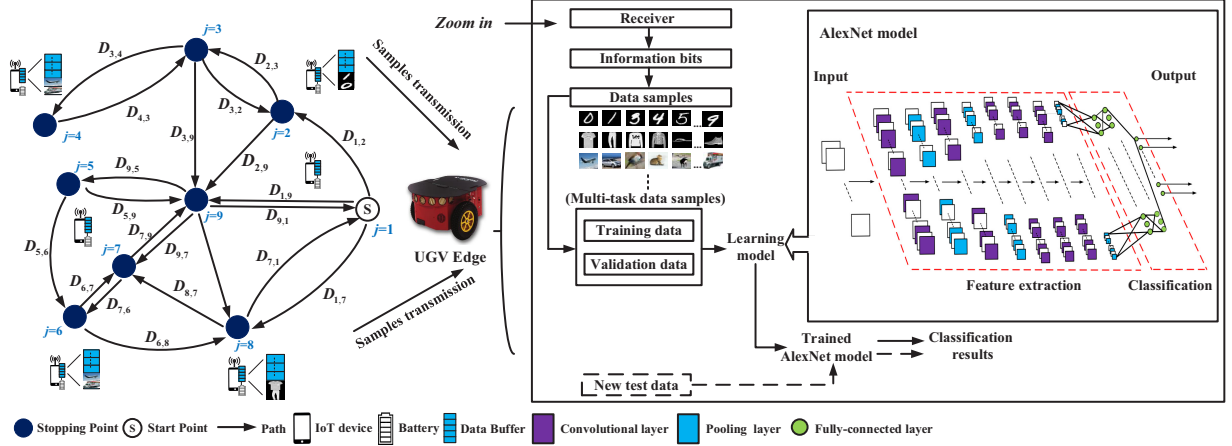 j=3
D3,4
D2,3
D4,3
D3,2
j=4
j=2
D3,9
D1,2
D2,9
j=5
D9,5
D5,9
j=9
D1,9
D9,1
S
j=1
D5,6
j=7
D7,9
D9,7
D7,1
D6,7
D7,6
D8,7
D1,7
j=6
D6,8
j=8
Samples transmission
UGV Edge
Samples transmission
Zoom in
Receiver
Information bits
Data samples
(Multi-task data samples)
Training data
Validation data
Learning
model
AlexNet model
Input
Output
Feature extraction
Classification
Trained
AlexNet model
Classification
results
New test data
Stopping Point
S
Start Point
Path
IoT device
Battery
Data Buffer
Convolutional layer
Pooling layer
Fully-connected layer